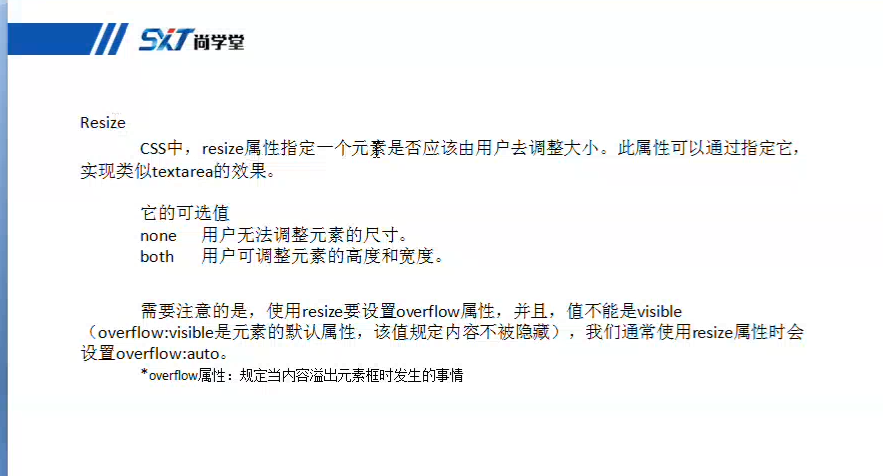 SXT尚学堂
Resize
CSS中，resize属性指定一个元素是否应该由用户去调整大小。此属性可以通过指定它，
实现类似textarea的效果。
它的可选值
none 用户无法调整元素的尺寸。
both 用户可调整元素的高度和宽度。
需要注意的是，使用resize要设置overflow属性，并且，值不能是visible
（overflow:visible是元素的默认属性，该值规定内容不被隐藏），我们通常使用resize属性时会
设置overflow:auto。
*overflow属性：规定当内容溢出元素框时发生的事情